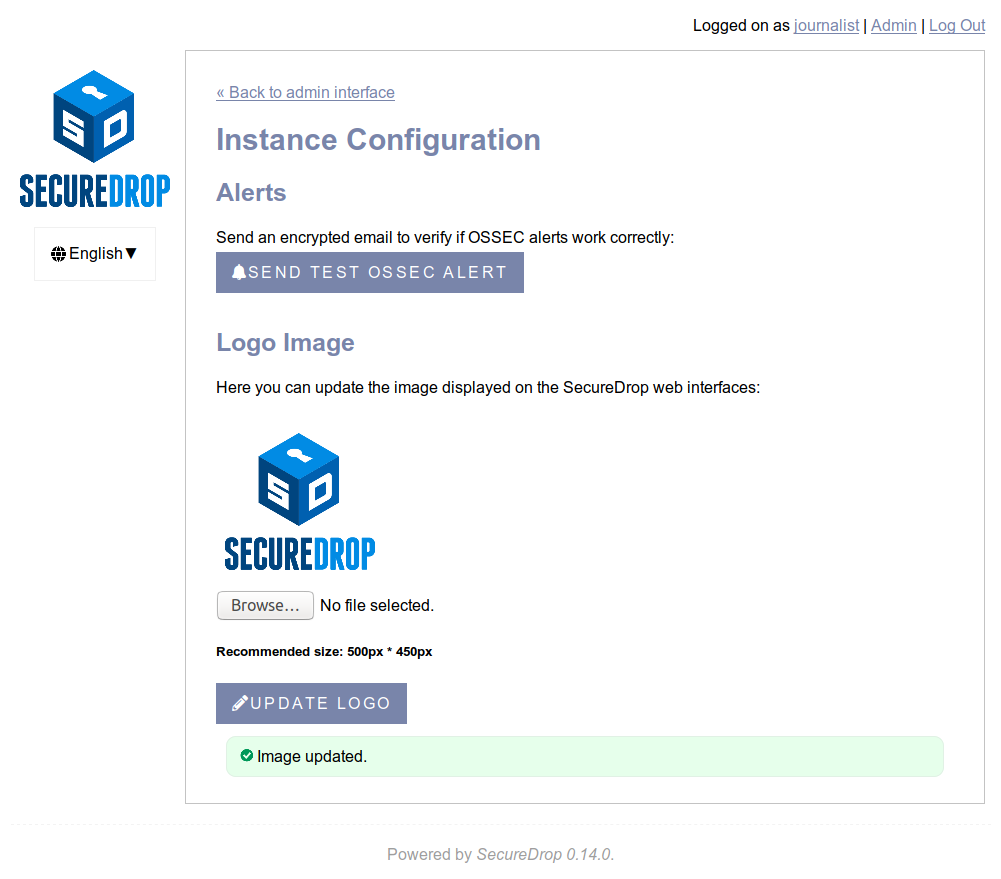 Logged on as journalist | Admin | Log Out
SD
SECUREDROP
English▼
« Back to admin interface
Instance Configuration
Alerts
Send an encrypted email to verify if OSSEC alerts work correctly:
SEND TEST OSSEC ALERT
Logo Image
Here you can update the image displayed on the SecureDrop web interfaces:
SD
SECUREDROP
Browse... No file selected.
Recommended size: 500px * 450px
UPDATE LOGO
Image updated.
Powered by SecureDrop 0.14.0.